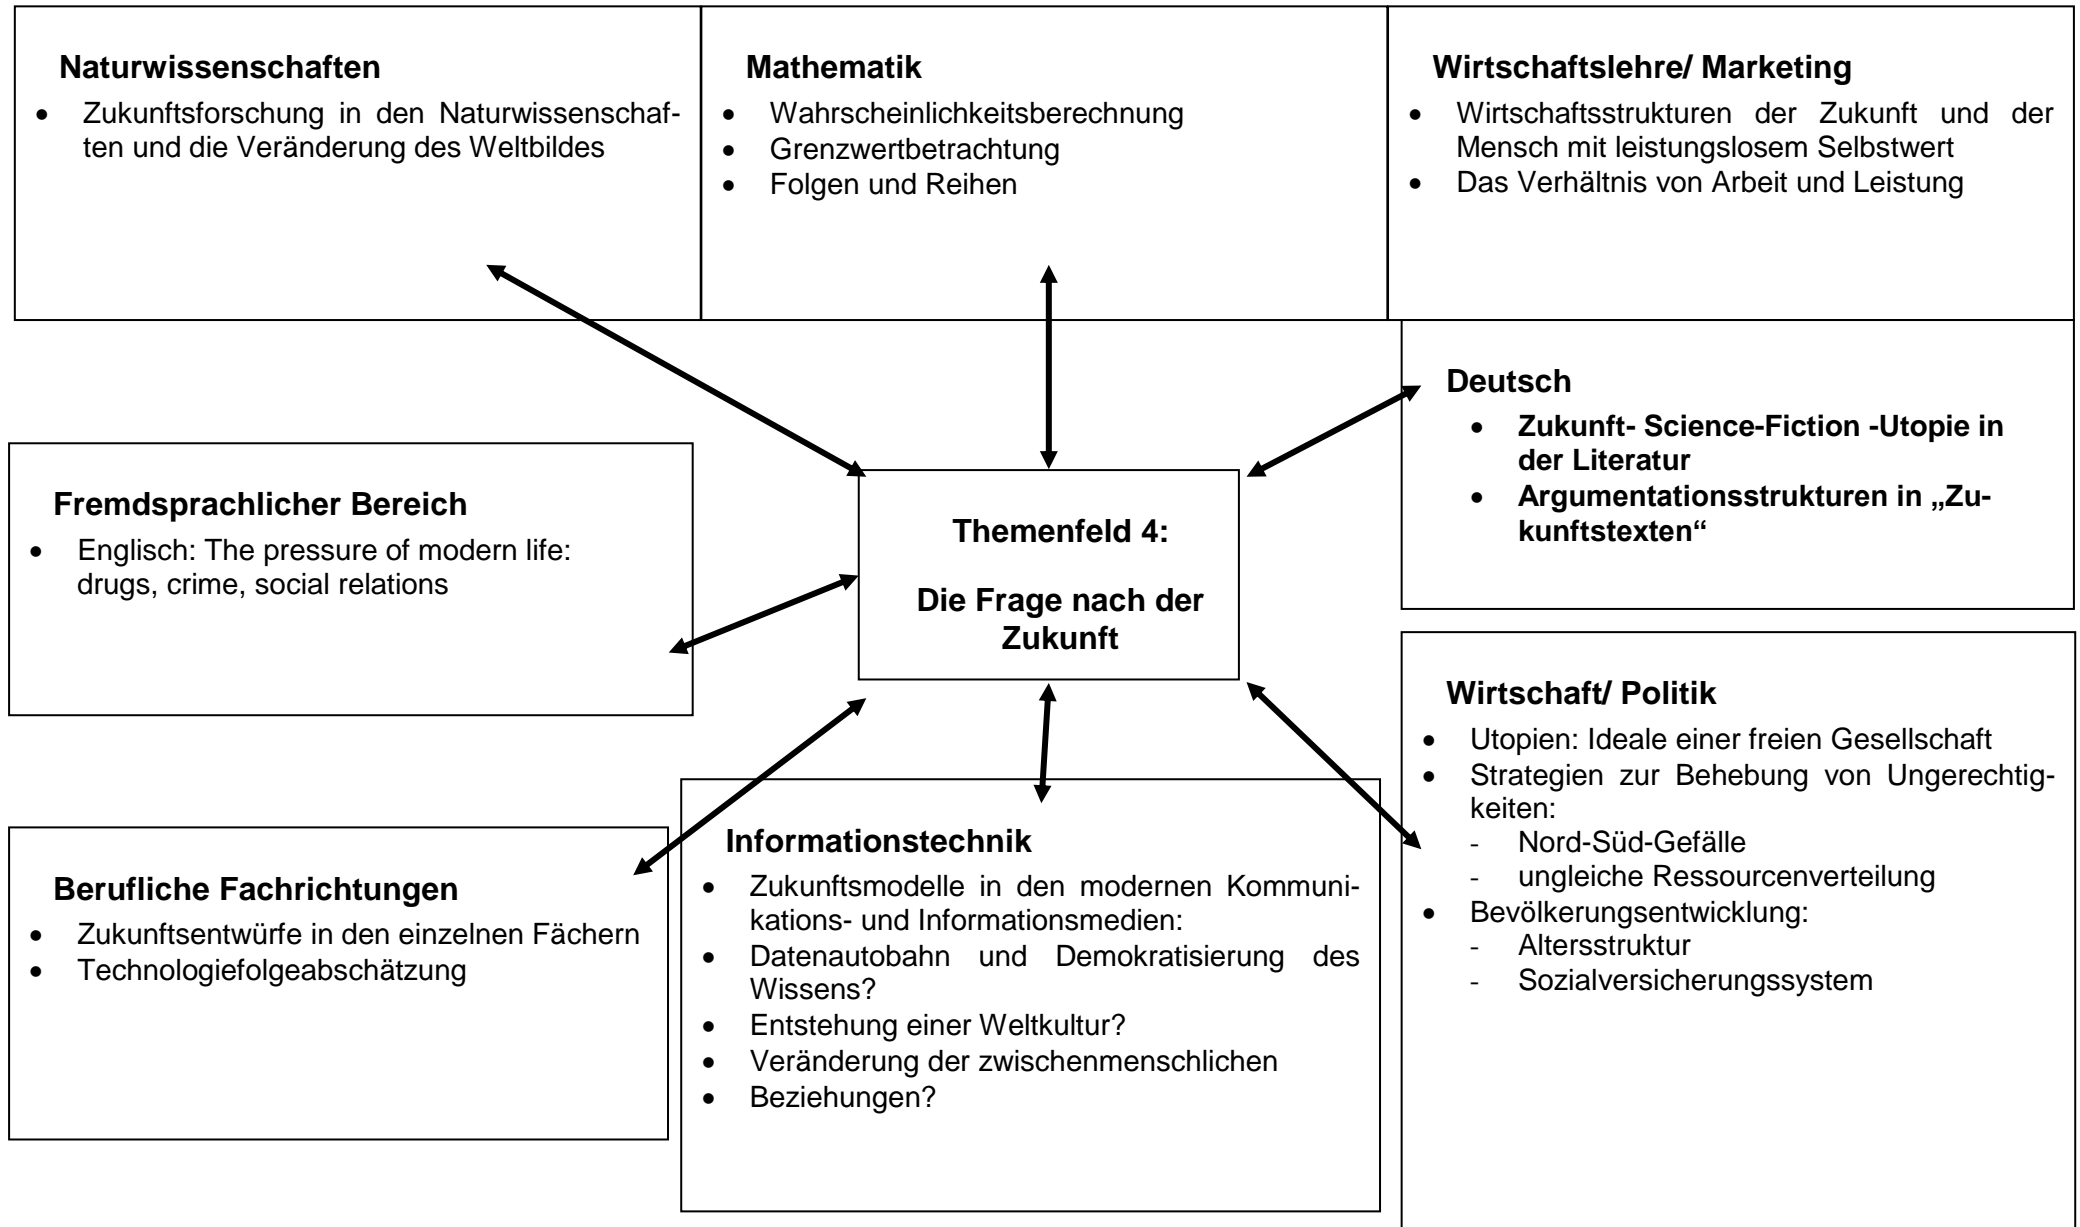 Naturwissenschaften
• Zukunftsforschung in den Naturwissenschaf-
ten und die Veränderung des Weltbildes
Mathematik
• Wahrscheinlichkeitsberechnung
• Grenzwertbetrachtung
• Folgen und Reihen
Wirtschaftslehre/ Marketing
• Wirtschaftsstrukturen der Zukunft und der
Mensch mit leistungslosem Selbstwert
• Das Verhältnis von Arbeit und Leistung
Deutsch
• Zukunft- Science-Fiction -Utopie in
der Literatur
• Argumentationsstrukturen in „Zu-
kunftstexten“
Fremdsprachlicher Bereich
• Englisch: The pressure of modern life:
drugs, crime, social relations
Themenfeld 4:
Die Frage nach der
Zukunft
Wirtschaft/ Politik
• Utopien: Ideale einer freien Gesellschaft
• Strategien zur Behebung von Ungerechtig-
keiten:
- Nord-Süd-Gefälle
- ungleiche Ressourcenverteilung
• Bevölkerungsentwicklung:
- Altersstruktur
- Sozialversicherungssystem
Berufliche Fachrichtungen
• Zukunftsentwürfe in den einzelnen Fächern
• Technologiefolgeabschätzung
Informationstechnik
• Zukunftsmodelle in den modernen Kommuni-
kations- und Informationsmedien:
• Datenautobahn und Demokratisierung des
Wissens?
• Entstehung einer Weltkultur?
• Veränderung der zwischenmenschlichen
• Beziehungen?